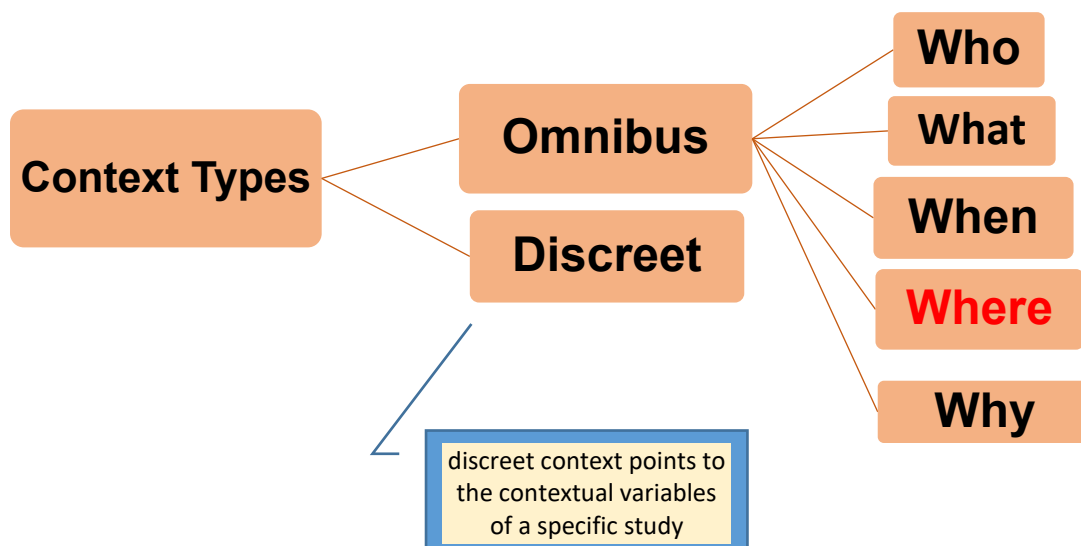 Context Types
Omnibus
Discreet
Who
What
When
Where
Why
discreet context points to
the contextual variables
of a specific study